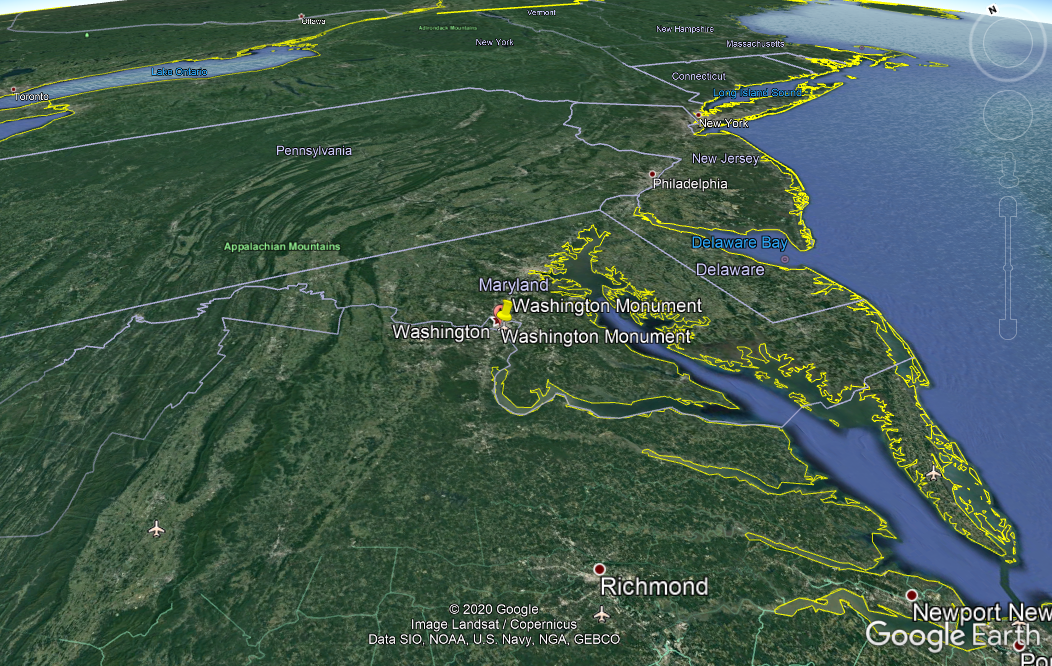 N
Ottawa
Vermont
Adirondack Mountains
New York
New Hampshire
Massachusetts
Lake Ontario
Connecticut
Toronto
Long Island Sound
New York
Pennsylvania
New Jersey
Philadelphia
Appalachian Mountains
Delaware Bay
Delaware
Maryland
Washington Monument
Washington
Washington Monument
Richmond
Newport New
© 2020 Google
Image Landsat / Copernicus
Data SIO, NOAA, U.S. Navy, NGA, GEBCO
Google Earth
Po